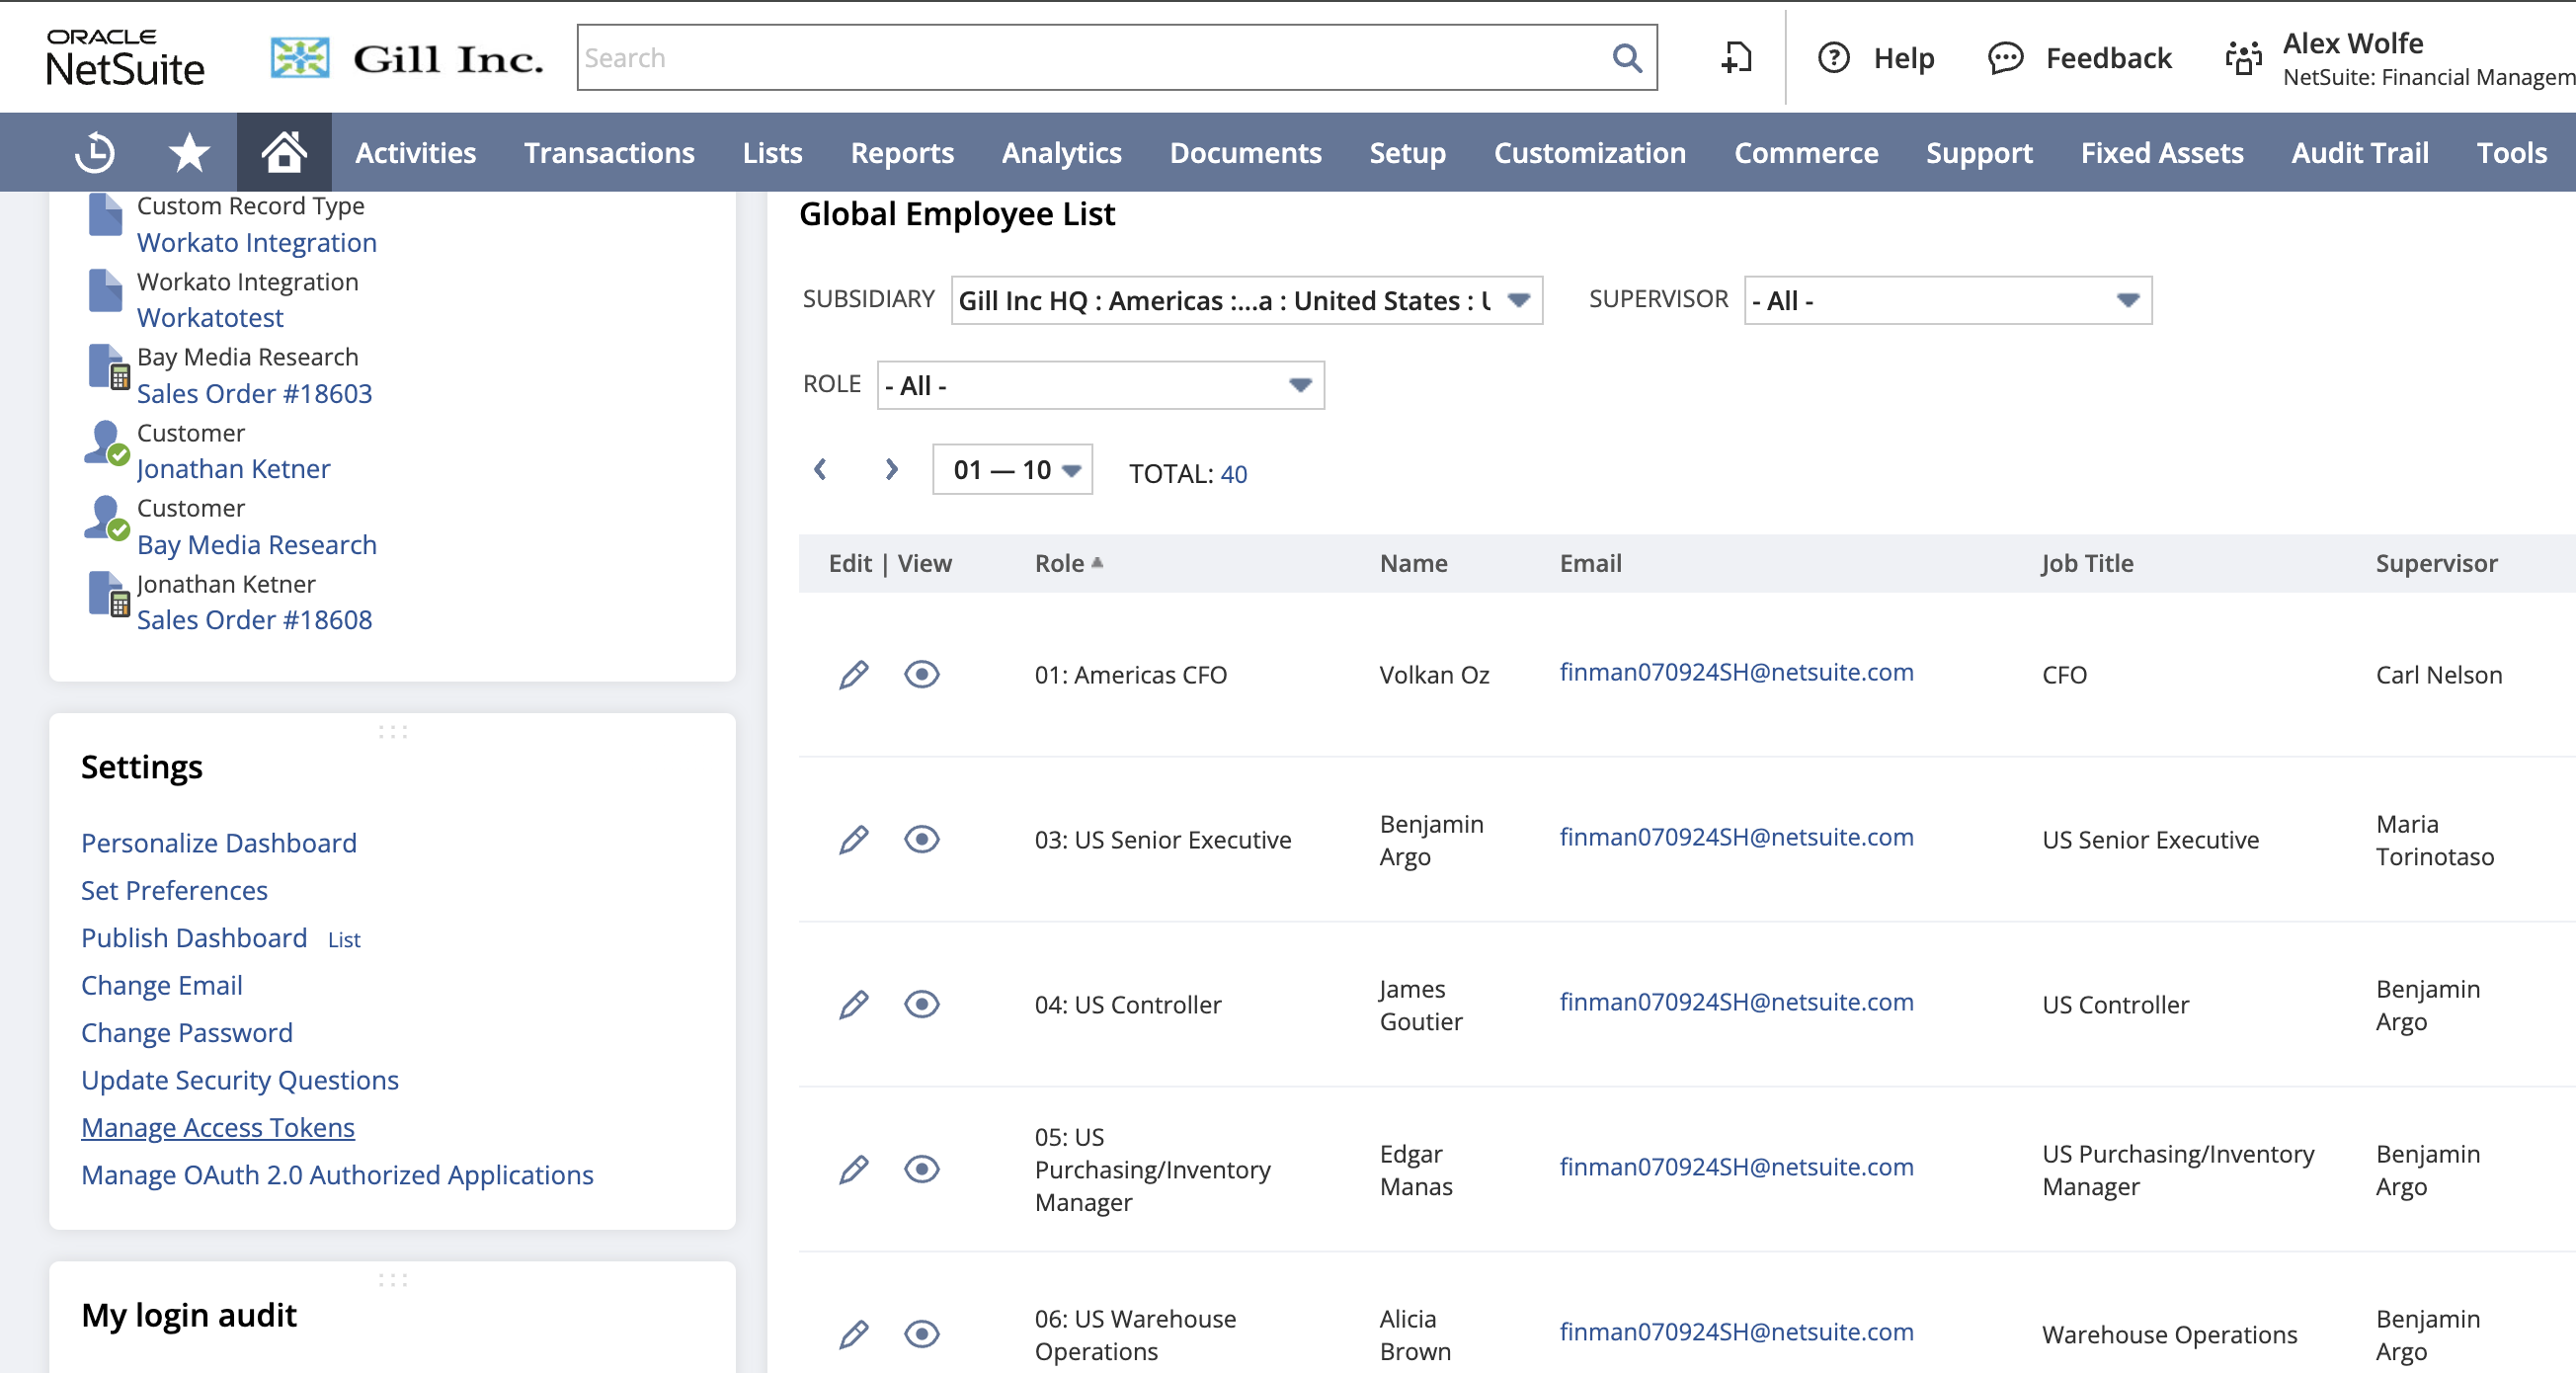 ORACLE
NetSuite
Gill Inc.
Search
Help
Feedback
Alex Wolfe
NetSuite: Financial Managem
Activities
Transactions
Lists
Reports
Analytics
Documents
Setup
Customization
Commerce
Support
Fixed Assets
Audit Trail
Tools
Custom Record Type
Workato Integration
Workato Integration
Workatotest
Bay Media Research
Sales Order #18603
Customer
Jonathan Ketner
Customer
Bay Media Research
Jonathan Ketner
Sales Order #18608
Settings
Personalize Dashboard
Set Preferences
Publish Dashboard List
Change Email
Change Password
Update Security Questions
Manage Access Tokens
Manage OAuth 2.0 Authorized Applications
My login audit
Global Employee List
SUBSIDIARY Gill Inc HQ : Americas :...a : United States : U SUPERVISOR - All -
ROLE - All -
01 — 10 TOTAL: 40
Edit | View Role Name Email Job Title Supervisor
01: Americas CFO Volkan Oz finman070924SH@netsuite.com CFO Carl Nelson
03: US Senior Executive
Benjamin
Argo
finman070924SH@netsuite.com
US Senior Executive
Maria
Torinotaso
04: US Controller
James
Goutier
finman070924SH@netsuite.com
US Controller
Benjamin
Argo
05: US
Purchasing/Inventory
Manager
Edgar
Manas
finman070924SH@netsuite.com
US Purchasing/Inventory
Manager
Benjamin
Argo
06: US Warehouse
Operations
Alicia
Brown
finman070924SH@netsuite.com
Warehouse Operations
Benjamin
Argo